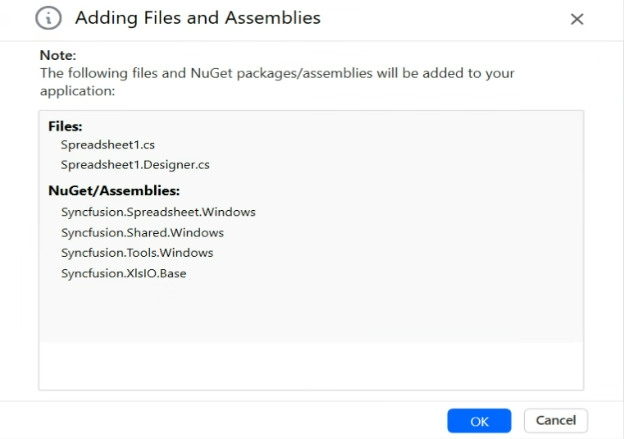 Adding Files and Assemblies
Note:
The following files and NuGet packages/assemblies will be added to your
application:
Files:
Spreadsheet1.cs
Spreadsheet1.Designer.cs
NuGet/Assemblies:
Syncfusion.Spreadsheet.Windows
Syncfusion.Shared.Windows
Syncfusion.Tools.Windows
Syncfusion.XlsIO.Base
OK
Cancel